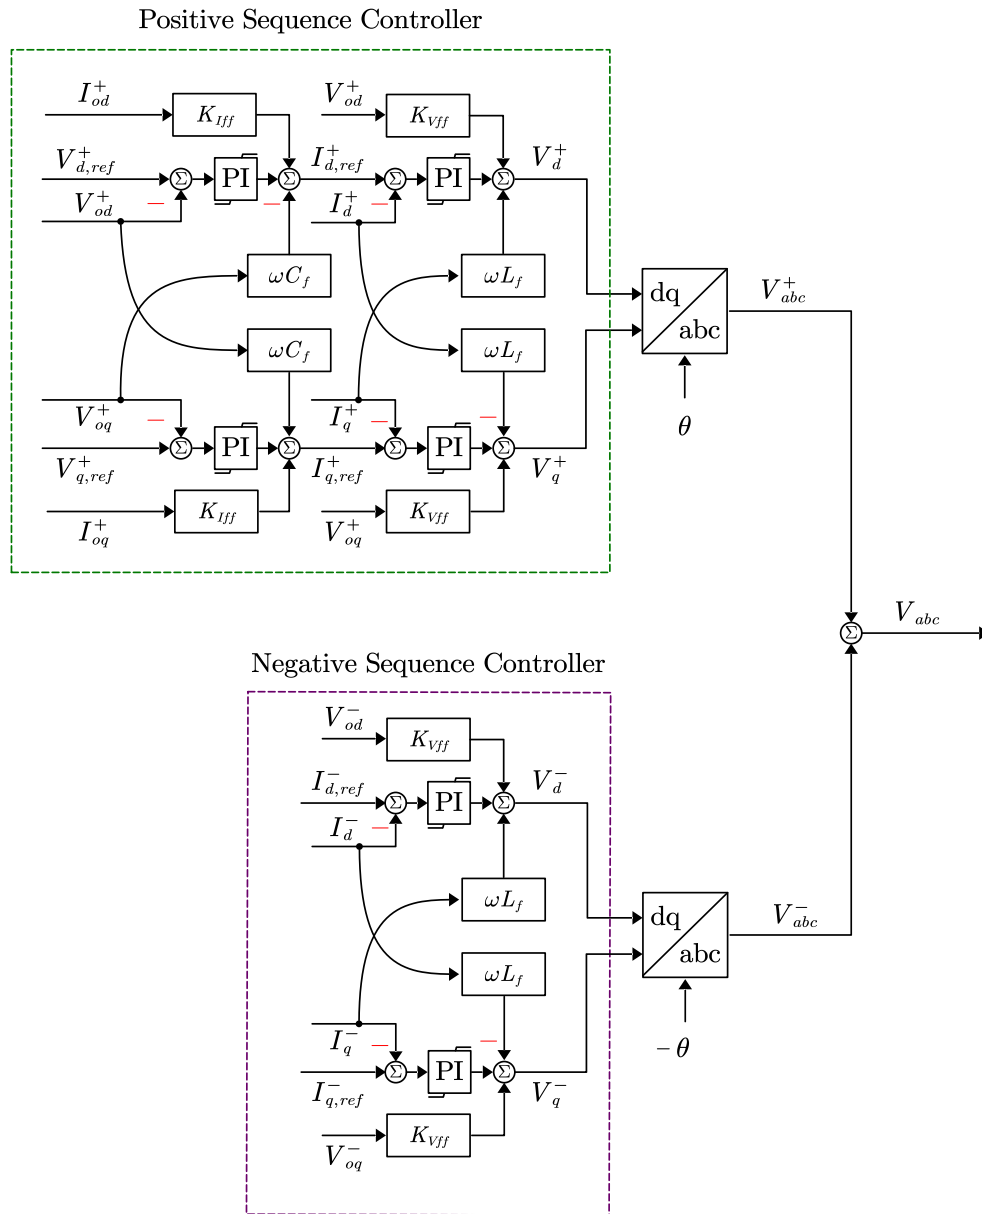 Positive Sequence Controller
I⁺od
K_Iff
V⁺od
K_Vff
V⁺d,ref
Σ
PI
Σ
I⁺d,ref
Σ
PI
Σ
V⁺d
V⁺od
−
−
I⁺d
−
ωC_f
ωL_f
dq
abc
V⁺abc
ωC_f
ωL_f
θ
V⁺oq
−
I⁺q
−
−
V⁺q,ref
Σ
PI
Σ
I⁺q,ref
Σ
PI
Σ
V⁺q
I⁺oq
K_Iff
V⁺oq
K_Vff
Σ
V abc
Negative Sequence Controller
V⁻od
K_Vff
I⁻d,ref
Σ
PI
Σ
V⁻d
I⁻d
−
ωL_f
dq
abc
V⁻abc
ωL_f
− θ
I⁻q
−
−
I⁻q,ref
Σ
PI
Σ
V⁻q
V⁻oq
K_Vff